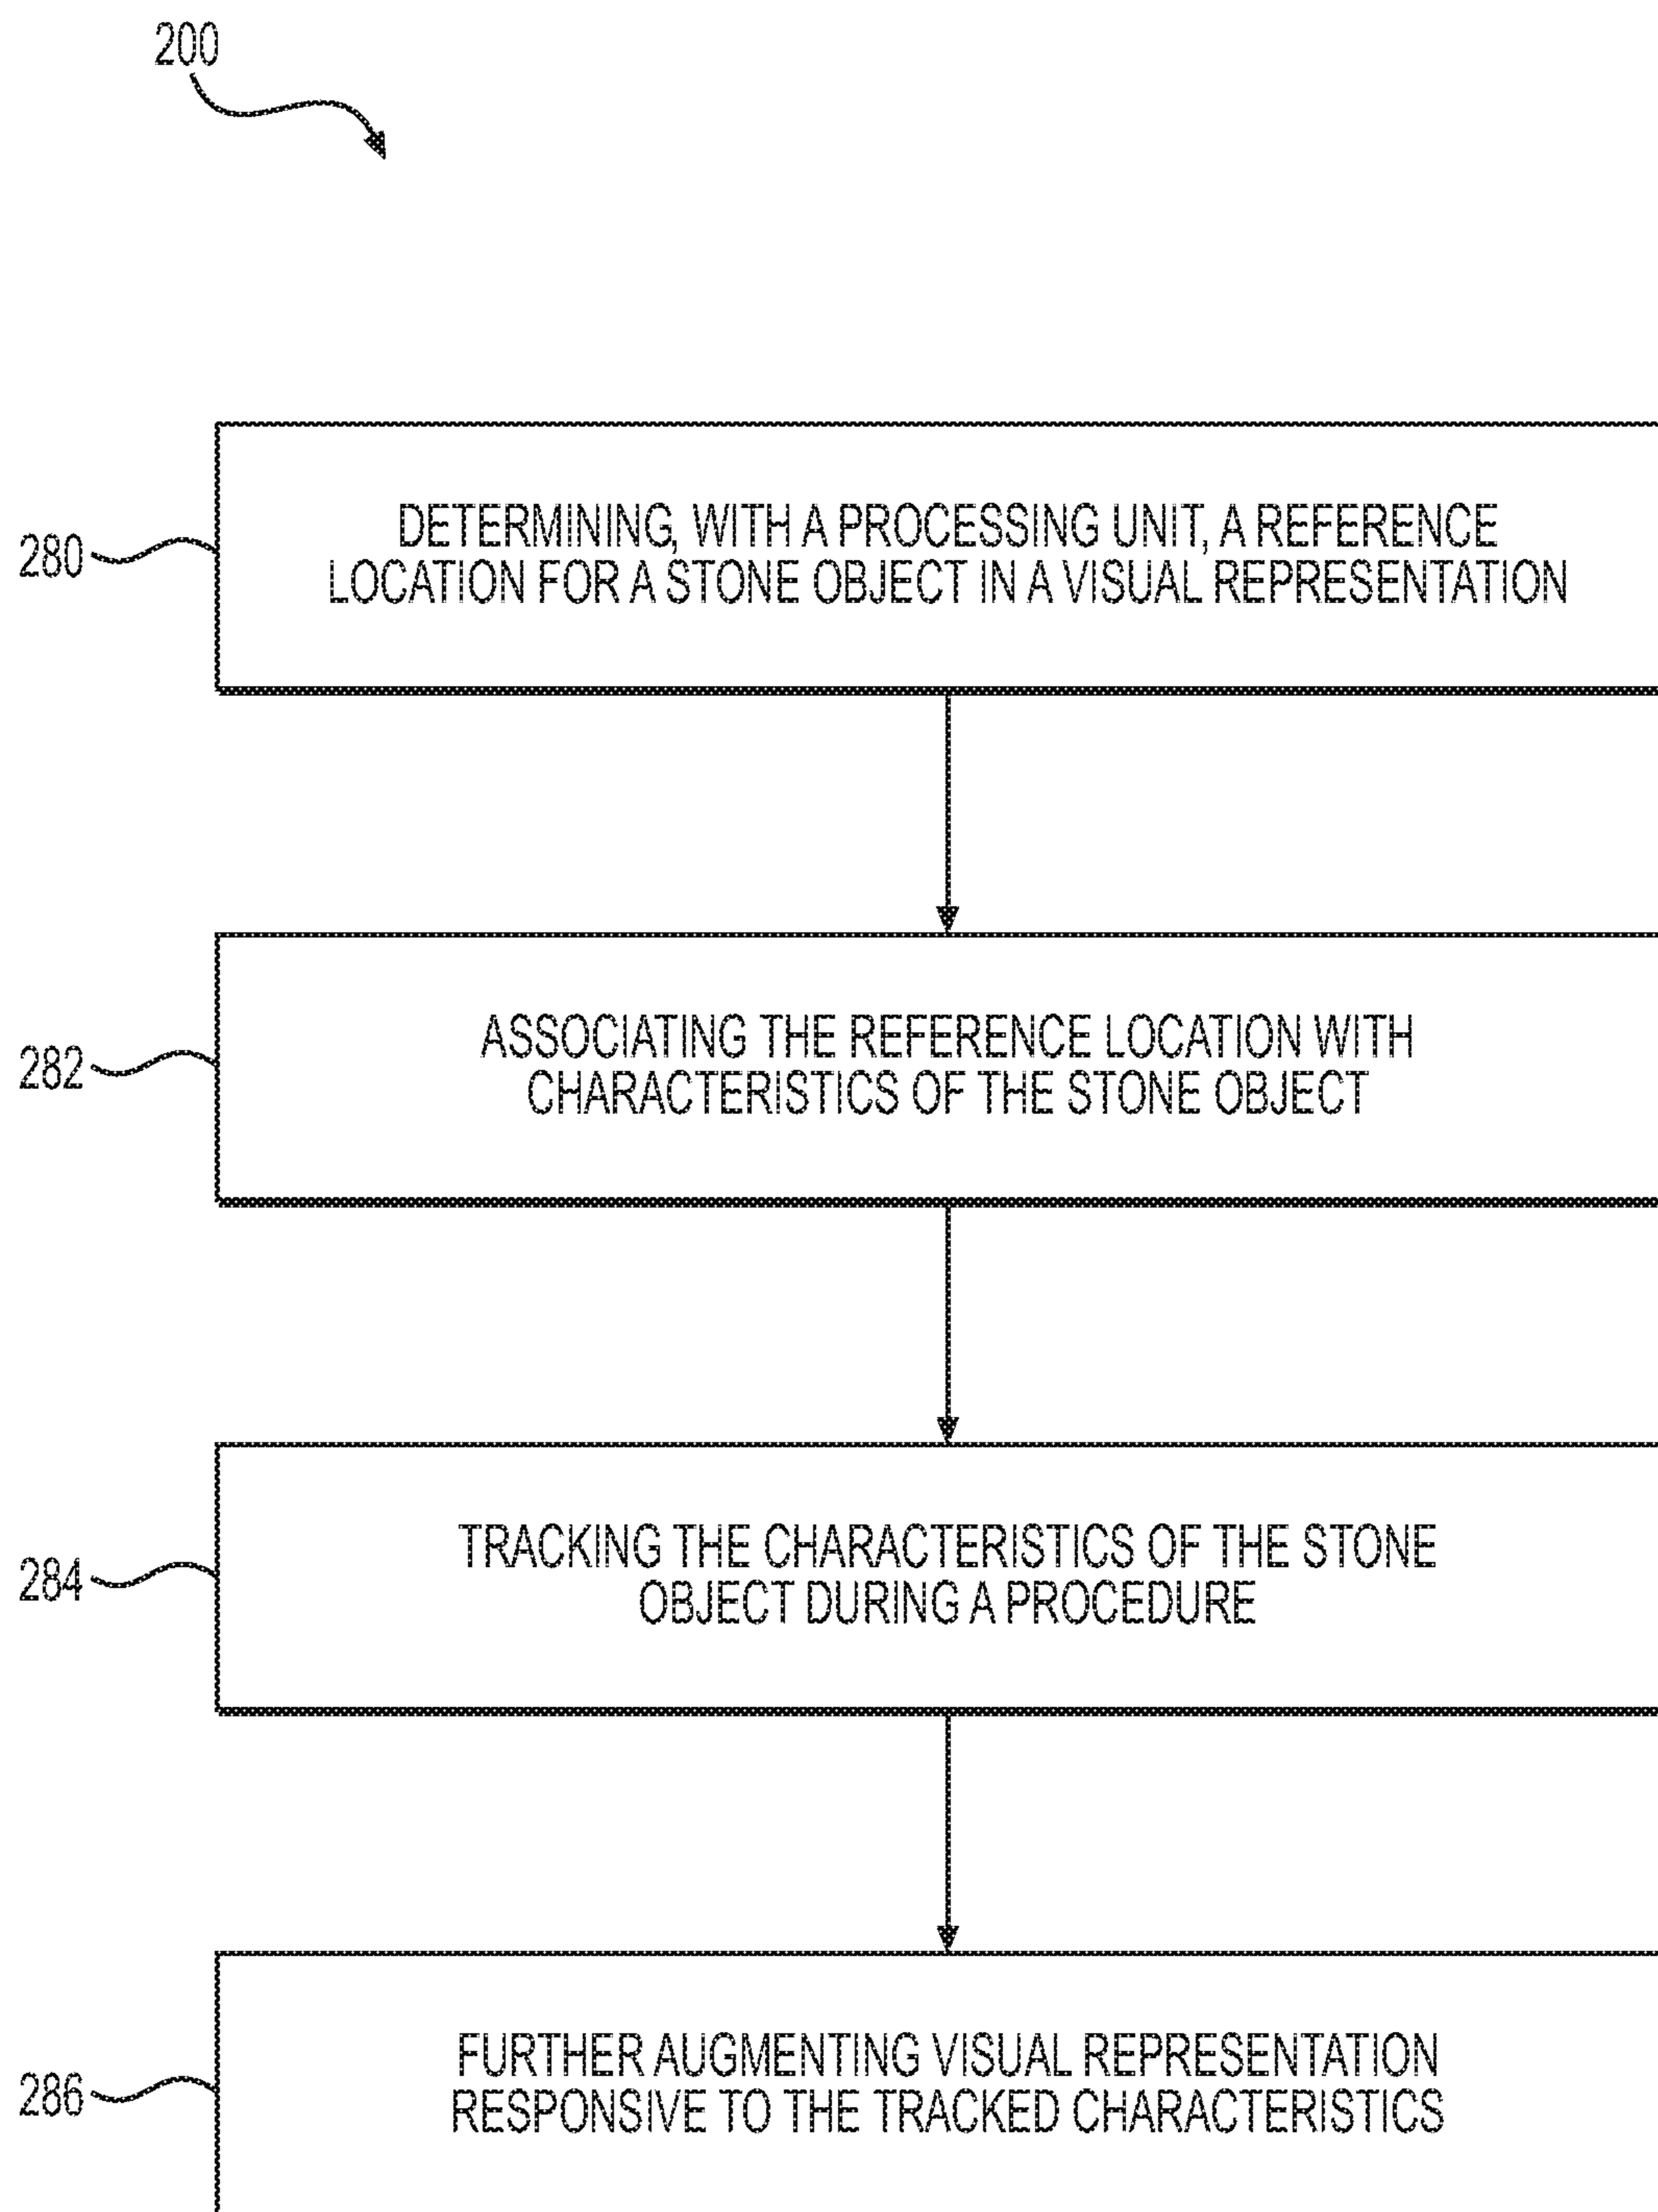 200
280
DETERMINING, WITH A PROCESSING UNIT, A REFERENCE
LOCATION FOR A STONE OBJECT IN A VISUAL REPRESENTATION
282
ASSOCIATING THE REFERENCE LOCATION WITH
CHARACTERISTICS OF THE STONE OBJECT
284
TRACKING THE CHARACTERISTICS OF THE STONE
OBJECT DURING A PROCEDURE
286
FURTHER AUGMENTING VISUAL REPRESENTATION
RESPONSIVE TO THE TRACKED CHARACTERISTICS